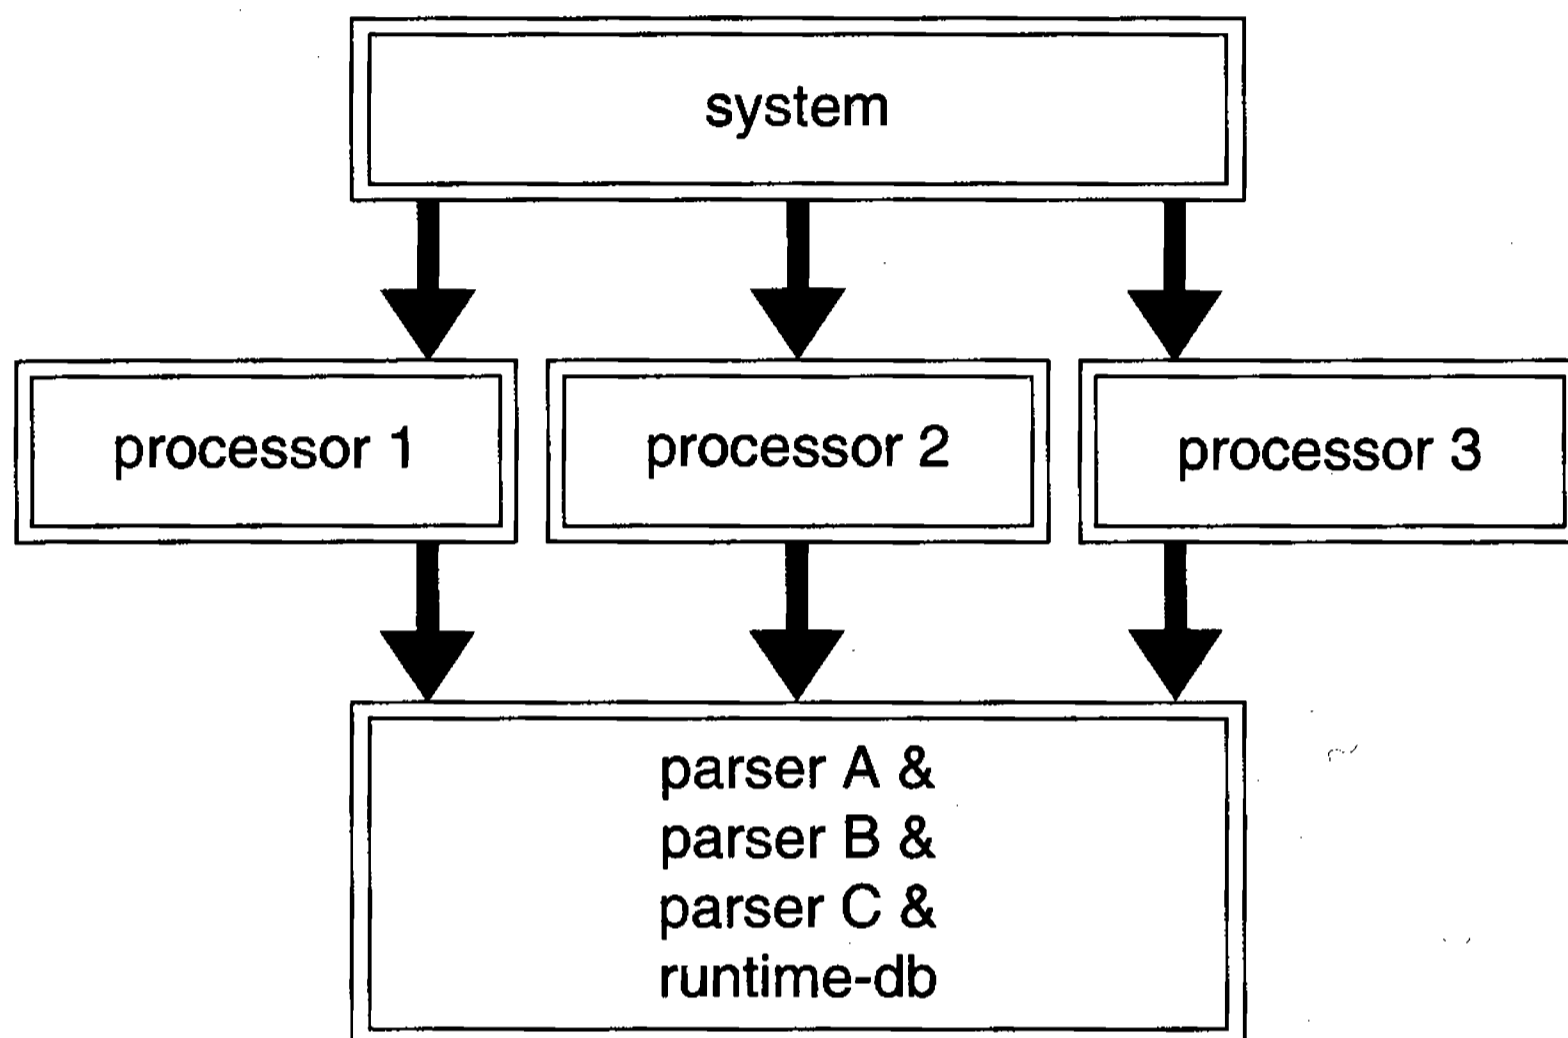 system
processor 1
processor 2
processor 3
parser A &
parser B &
parser C &
runtime-db